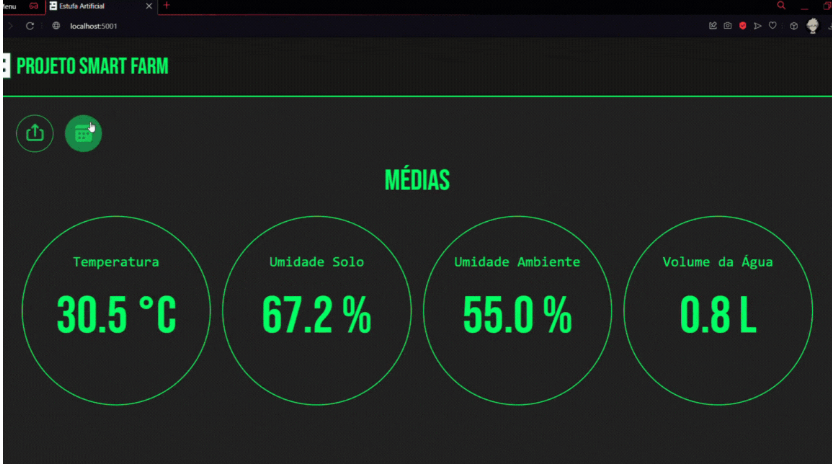 Menu
Estufa Artificial
localhost:5001
PROJETO SMART FARM
MÉDIAS
Temperatura
30.5 °C
Umidade Solo
67.2 %
Umidade Ambiente
55.0 %
Volume da Água
0.8 L